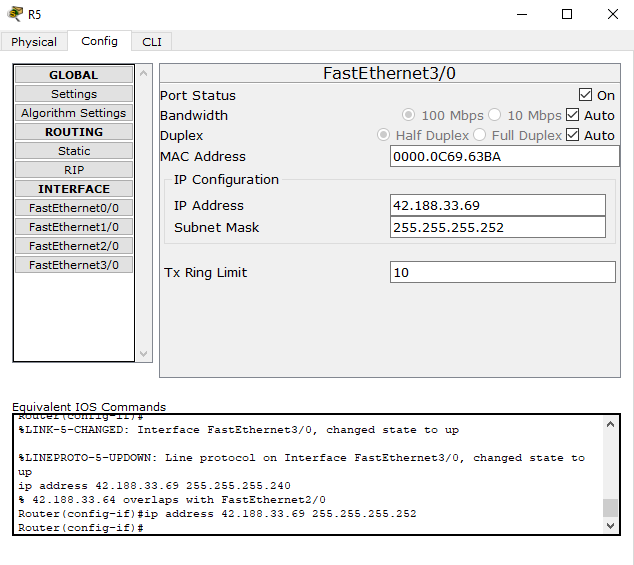 R5
Physical Config CLI
GLOBAL
Settings
Algorithm Settings
ROUTING
Static
RIP
INTERFACE
FastEthernet0/0
FastEthernet1/0
FastEthernet2/0
FastEthernet3/0
FastEthernet3/0
Port Status On
Bandwidth 100 Mbps 10 Mbps Auto
Duplex Half Duplex Full Duplex Auto
MAC Address 0000.0C69.63BA
IP Configuration
IP Address 42.188.33.69
Subnet Mask 255.255.255.252
Tx Ring Limit 10
Equivalent IOS Commands
Router(config-if)#
%LINK-5-CHANGED: Interface FastEthernet3/0, changed state to up
%LINEPROTO-5-UPDOWN: Line protocol on Interface FastEthernet3/0, changed state to
up
ip address 42.188.33.69 255.255.255.240
% 42.188.33.64 overlaps with FastEthernet2/0
Router(config-if)#ip address 42.188.33.69 255.255.255.252
Router(config-if)#